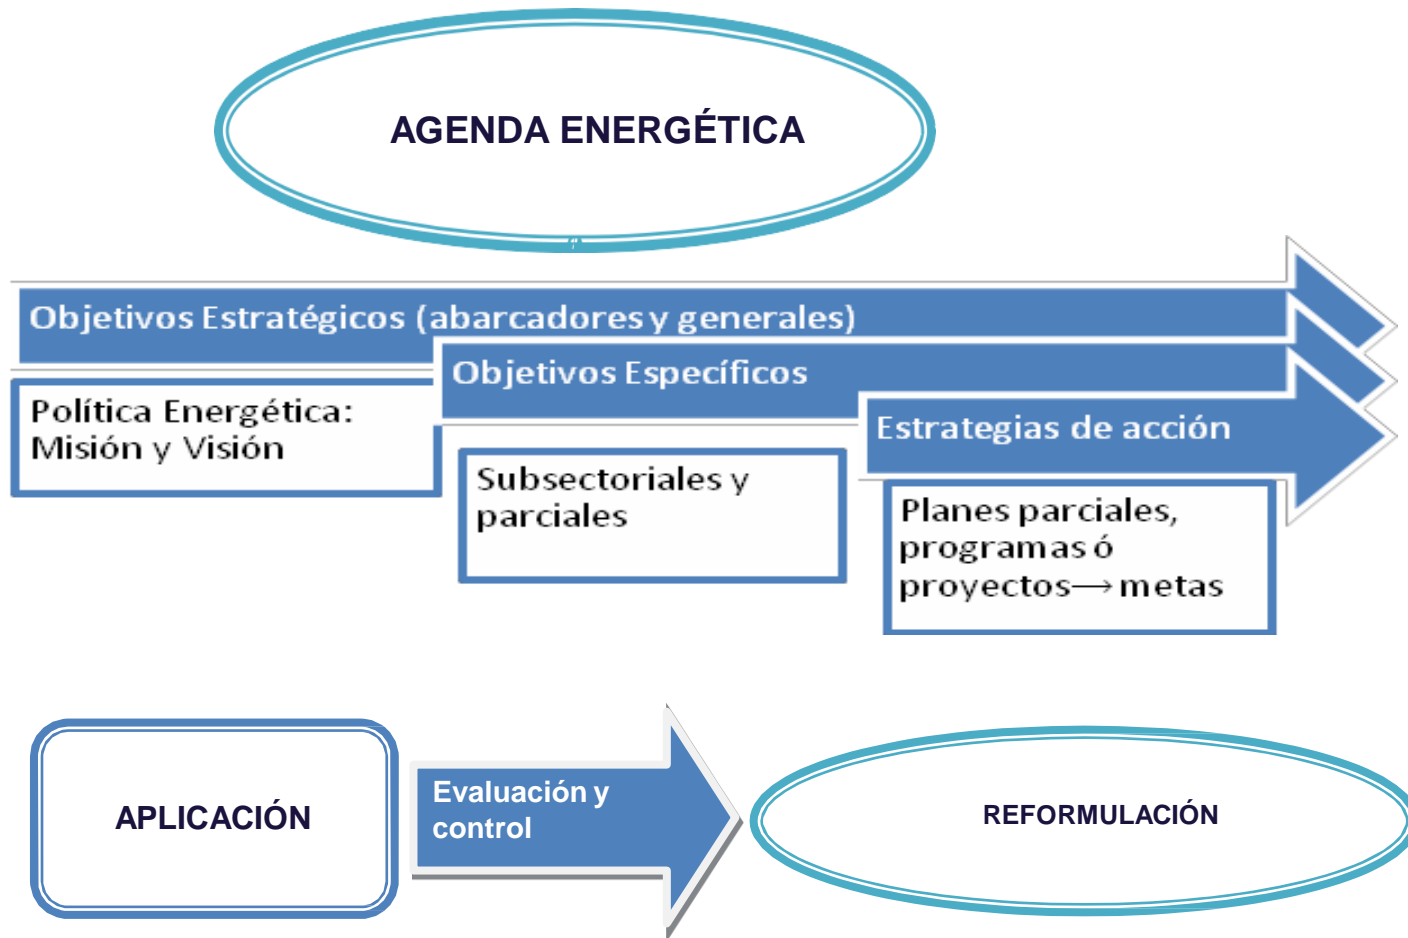 AGENDA ENERGÉTICA
Objetivos Estratégicos (abarcadores y generales)
Política Energética:
Misión y Visión
Objetivos Específicos
Subsectoriales y
parciales
Estrategias de acción
Planes parciales,
programas ó
proyectos→ metas
APLICACIÓN
Evaluación y
control
REFORMULACIÓN